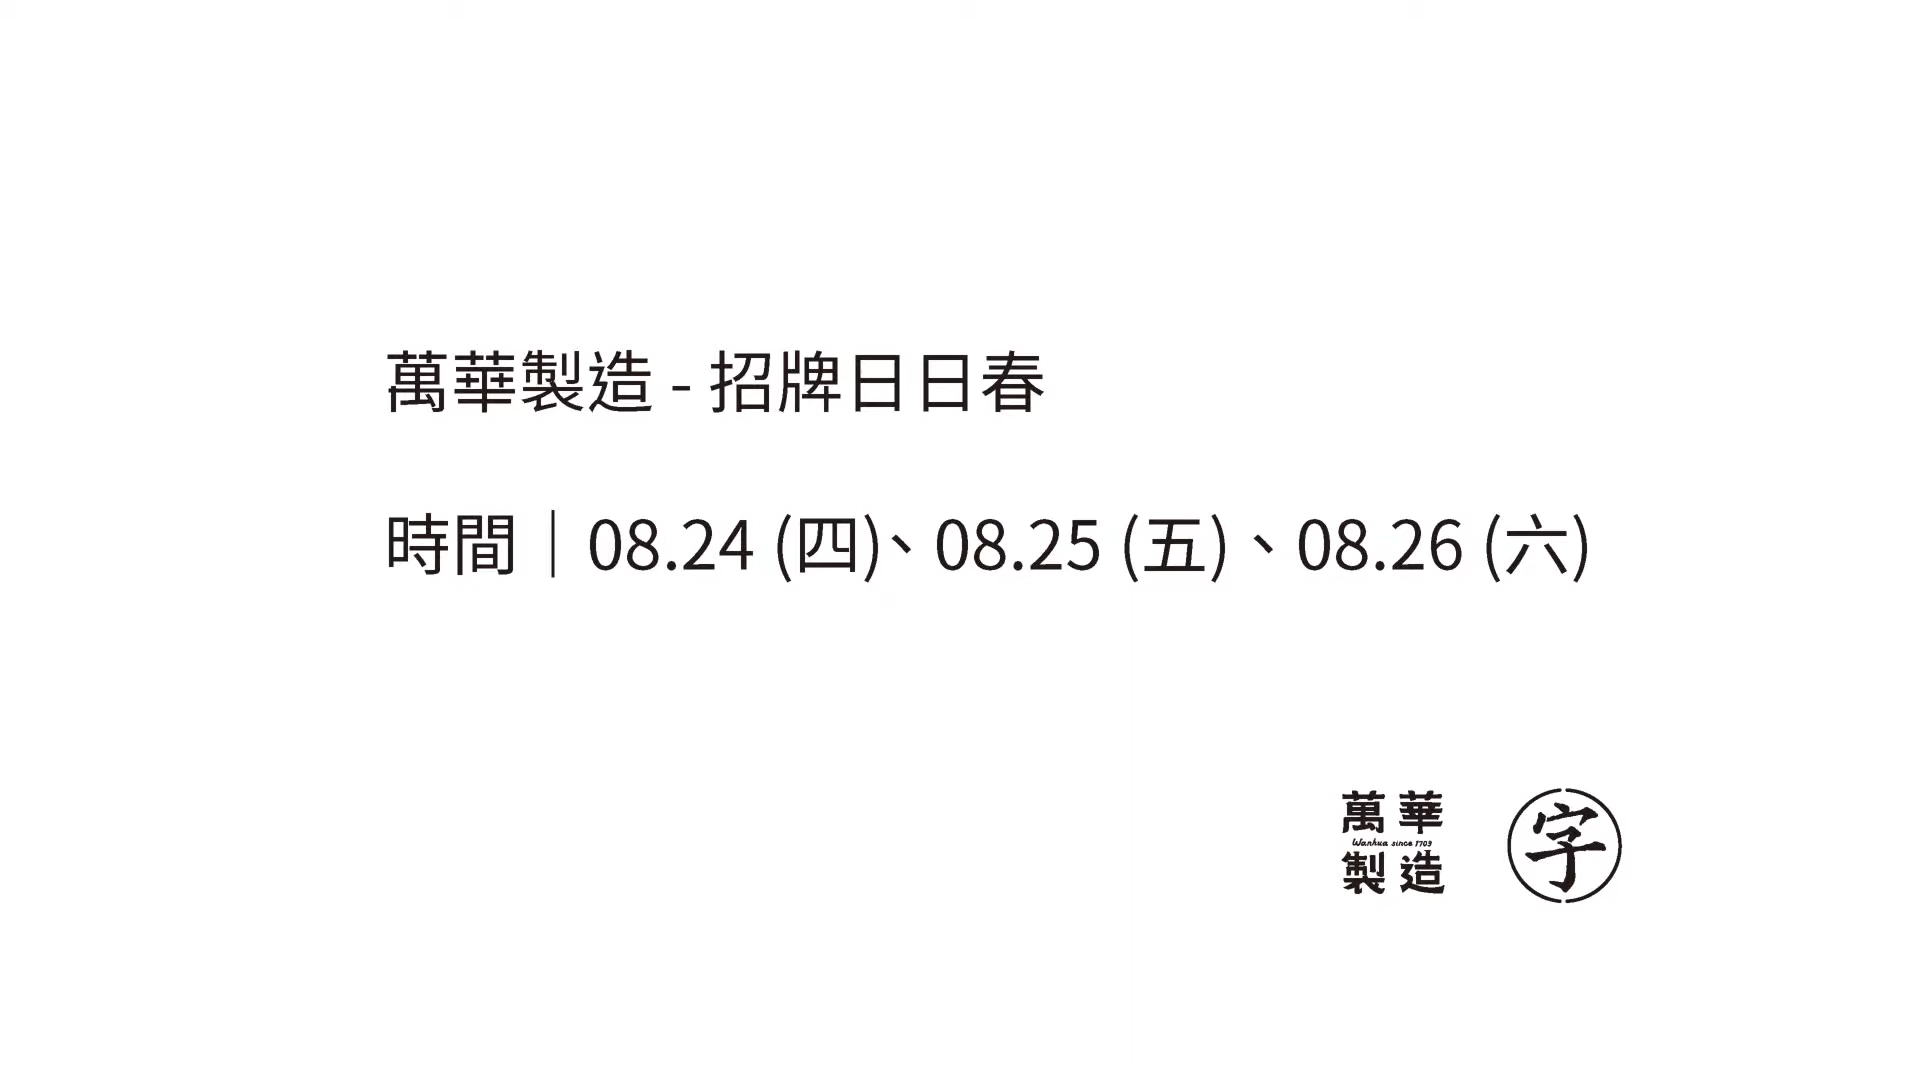 萬華製造 - 招牌日日春
時間｜08.24 (四)、08.25 (五)、08.26 (六)
萬華
Wanhua since 1709
製造
字